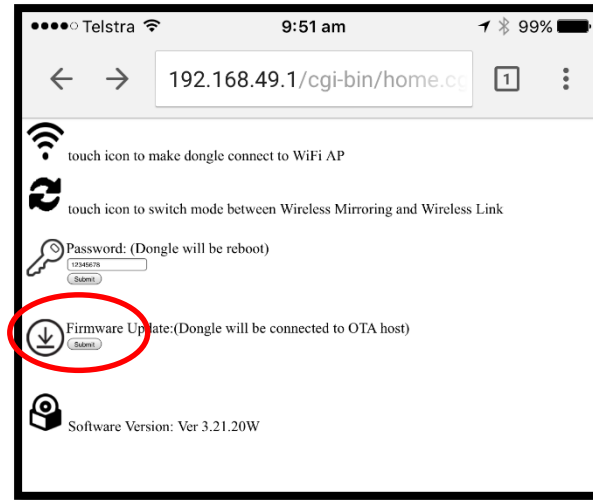 Telstra 9:51 am 99%
192.168.49.1/cgi-bin/home.cg 1
touch icon to make dongle connect to WiFi AP
touch icon to switch mode between Wireless Mirroring and Wireless Link
Password: (Dongle will be reboot)
12345678
Submit
Firmware Update:(Dongle will be connected to OTA host)
Submit
Software Version: Ver 3.21.20W